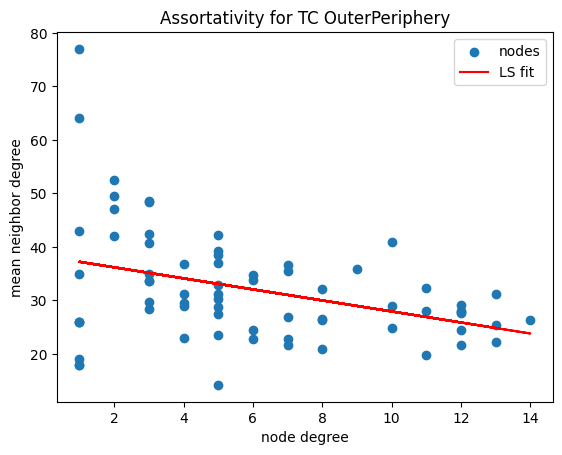 Assortativity for TC OuterPeriphery
nodes
LS fit
mean neighbor degree
80
70
60
50
40
30
20
2
4
6
8
10
12
14
node degree